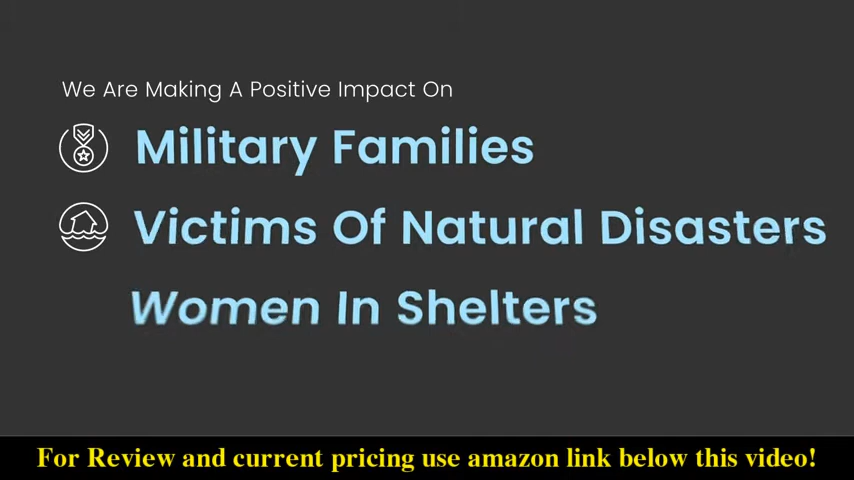 We Are Making A Positive Impact On
Military Families
Victims Of Natural Disasters
Women In Shelters
For Review and current pricing use amazon link below this video!